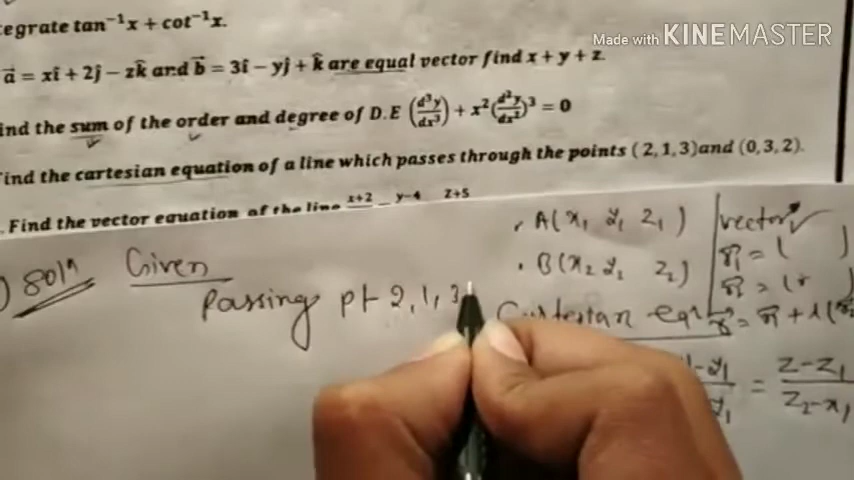 Made with KINEMASTER
egrate tan⁻¹x + cot⁻¹x.
a⃗ = xî + 2ĵ − zk̂ and b⃗ = 3î − yĵ + k̂ are equal vector find x + y + z.
ind the sum of the order and degree of D.E (d³y/dx³) + x²(d²y/dx²)³ = 0
ind the cartesian equation of a line which passes through the points (2,1,3)and (0,3,2).
. Find the vector equation of the line x+2 y−4 z+5
) Soln Given
Passing pt 2, 1, 3
A(x₁ y₁ z₁)
B(x₂ y₂ z₂)
Cartesian eqn
y₁ = z−z₁/z₂−x₁
vector